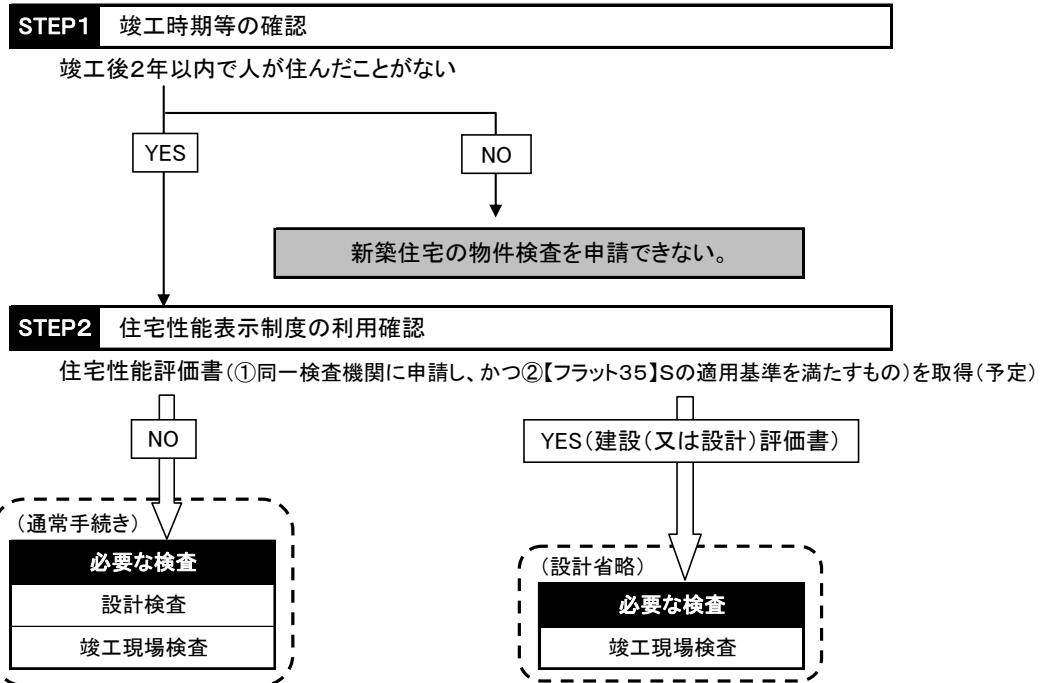 STEP1 竣工時期等の確認
竣工後2年以内で人が住んだことがない
YES
NO
新築住宅の物件検査を申請できない。
STEP2 住宅性能表示制度の利用確認
住宅性能評価書(①同一検査機関に申請し、かつ②【フラット35】Sの適用基準を満たすもの)を取得(予定)
NO
YES(建設(又は設計)評価書)
(通常手続き)
必要な検査
設計検査
竣工現場検査
(設計省略)
必要な検査
竣工現場検査